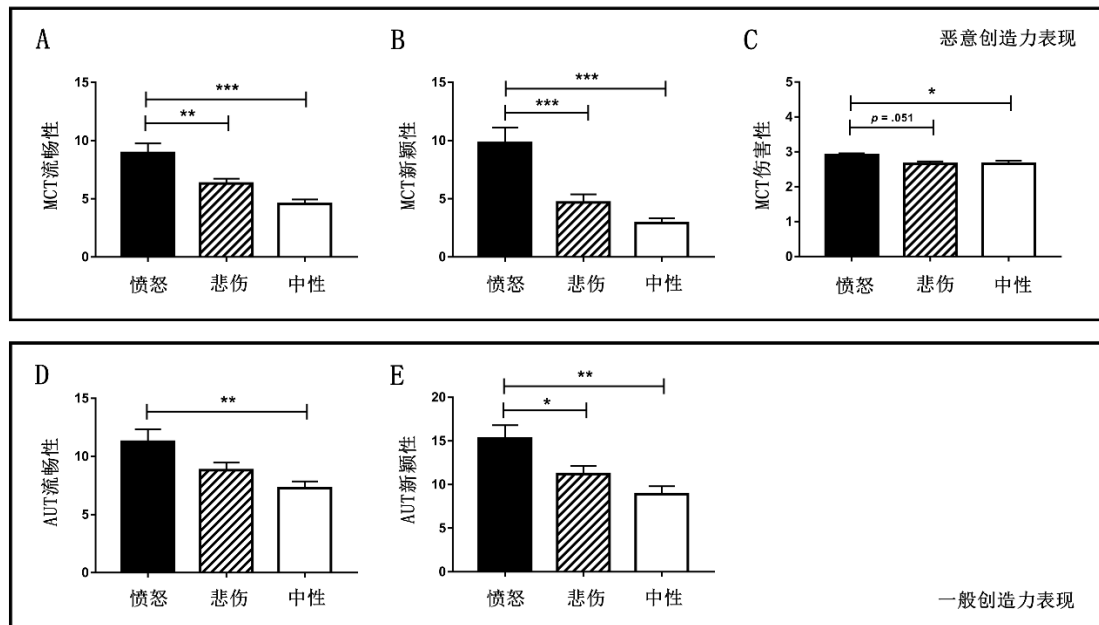 A
B
C
恶意创造力表现
MCT流畅性
15
10
5
0
***
**
愤怒
悲伤
中性
MCT新颖性
15
10
5
0
***
***
愤怒
悲伤
中性
MCT伤害性
5
4
3
2
1
0
*
p = .051
愤怒
悲伤
中性
D
E
AUT流畅性
15
10
5
0
**
愤怒
悲伤
中性
AUT新颖性
20
15
10
5
0
**
*
愤怒
悲伤
中性
一般创造力表现